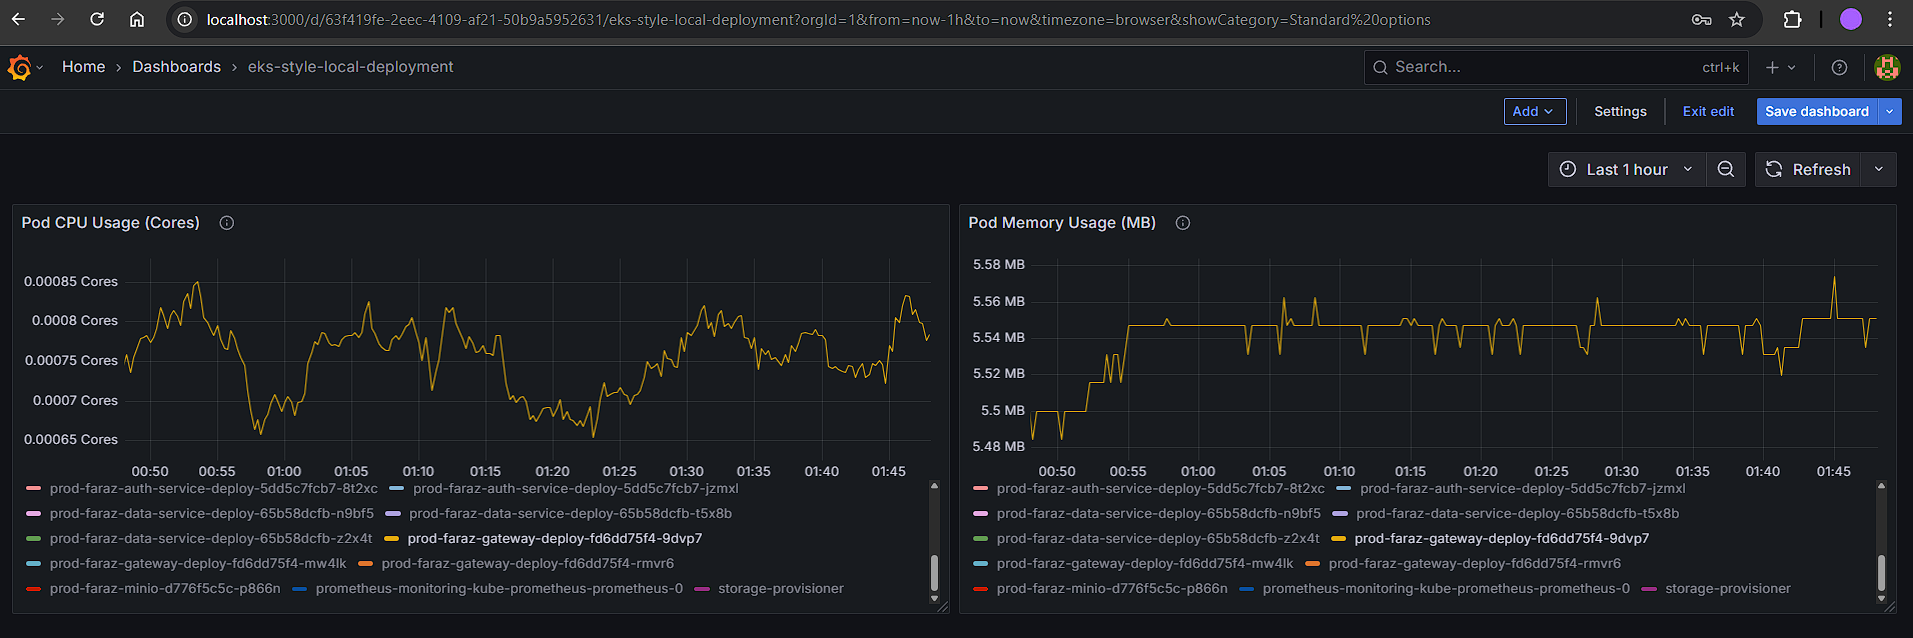 localhost:3000/d/63f419fe-2eec-4109-af21-50b9a5952631/eks-style-local-deployment?orgId=1&from=now-1h&to=now&timezone=browser&showCategory=Standard%20options
Home › Dashboards › eks-style-local-deployment
Search... ctrl+k
Add Settings Exit edit Save dashboard
Last 1 hour Refresh
Pod CPU Usage (Cores)
0.00085 Cores
0.0008 Cores
0.00075 Cores
0.0007 Cores
0.00065 Cores
00:50 00:55 01:00 01:05 01:10 01:15 01:20 01:25 01:30 01:35 01:40 01:45
prod-faraz-auth-service-deploy-5dd5c7fcb7-8t2xc prod-faraz-auth-service-deploy-5dd5c7fcb7-jzmxl
prod-faraz-data-service-deploy-65b58dcfb-n9bf5 prod-faraz-data-service-deploy-65b58dcfb-t5x8b
prod-faraz-data-service-deploy-65b58dcfb-z2x4t prod-faraz-gateway-deploy-fd6dd75f4-9dvp7
prod-faraz-gateway-deploy-fd6dd75f4-mw4lk prod-faraz-gateway-deploy-fd6dd75f4-rmvr6
prod-faraz-minio-d776f5c5c-p866n prometheus-monitoring-kube-prometheus-prometheus-0 storage-provisioner
Pod Memory Usage (MB)
5.58 MB
5.56 MB
5.54 MB
5.52 MB
5.5 MB
5.48 MB
00:50 00:55 01:00 01:05 01:10 01:15 01:20 01:25 01:30 01:35 01:40 01:45
prod-faraz-auth-service-deploy-5dd5c7fcb7-8t2xc prod-faraz-auth-service-deploy-5dd5c7fcb7-jzmxl
prod-faraz-data-service-deploy-65b58dcfb-n9bf5 prod-faraz-data-service-deploy-65b58dcfb-t5x8b
prod-faraz-data-service-deploy-65b58dcfb-z2x4t prod-faraz-gateway-deploy-fd6dd75f4-9dvp7
prod-faraz-gateway-deploy-fd6dd75f4-mw4lk prod-faraz-gateway-deploy-fd6dd75f4-rmvr6
prod-faraz-minio-d776f5c5c-p866n prometheus-monitoring-kube-prometheus-prometheus-0 storage-provisioner